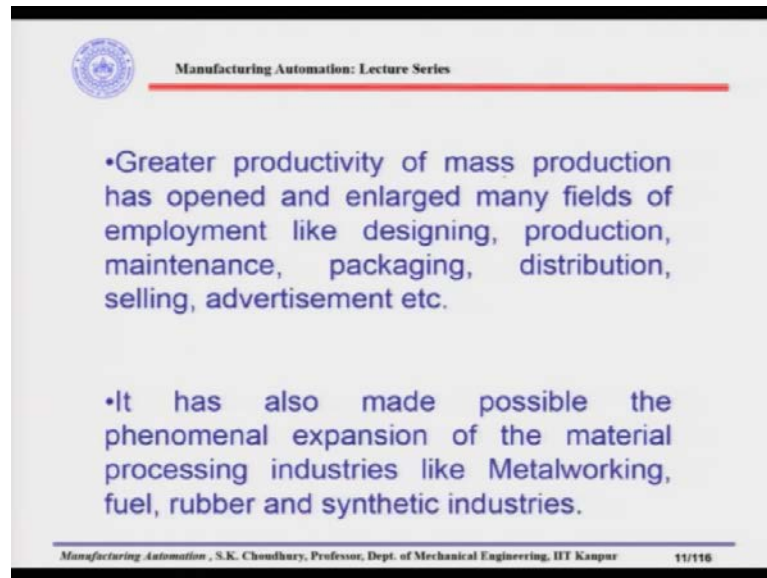 Manufacturing Automation: Lecture Series
•Greater productivity of mass production
has opened and enlarged many fields of
employment like designing, production,
maintenance, packaging, distribution,
selling, advertisement etc.
•It has also made possible the
phenomenal expansion of the material
processing industries like Metalworking,
fuel, rubber and synthetic industries.
Manufacturing Automation , S.K. Choudhury, Professor, Dept. of Mechanical Engineering, IIT Kanpur 11/116